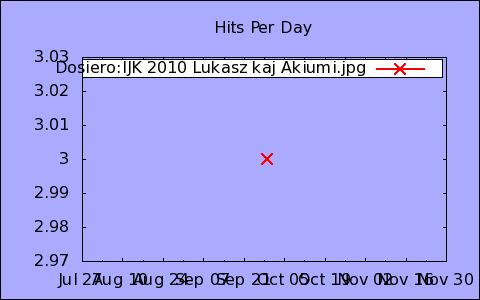 Hits Per Day
3.03
Dosiero:IJK 2010 Lukasz kaj Akiumi.jpg
3.02
3.01
3
2.99
2.98
2.97
Jul 27 Aug 10 Aug 24 Sep 07 Sep 21 Oct 05 Oct 19 Nov 02 Nov 16 Nov 30